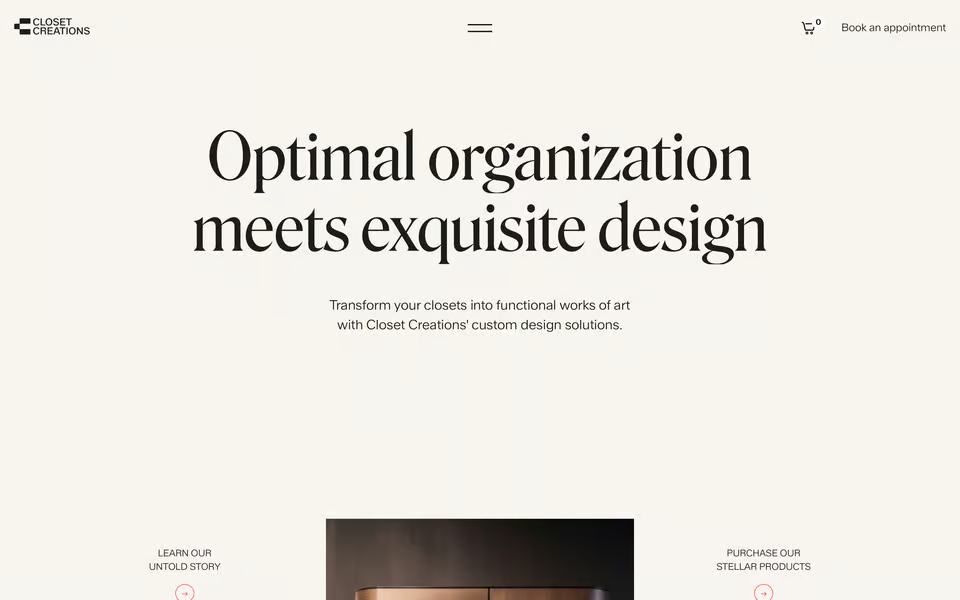 CLOSET
CREATIONS
0
Book an appointment
Optimal organization
meets exquisite design
Transform your closets into functional works of art
with Closet Creations' custom design solutions.
LEARN OUR
UNTOLD STORY
PURCHASE OUR
STELLAR PRODUCTS